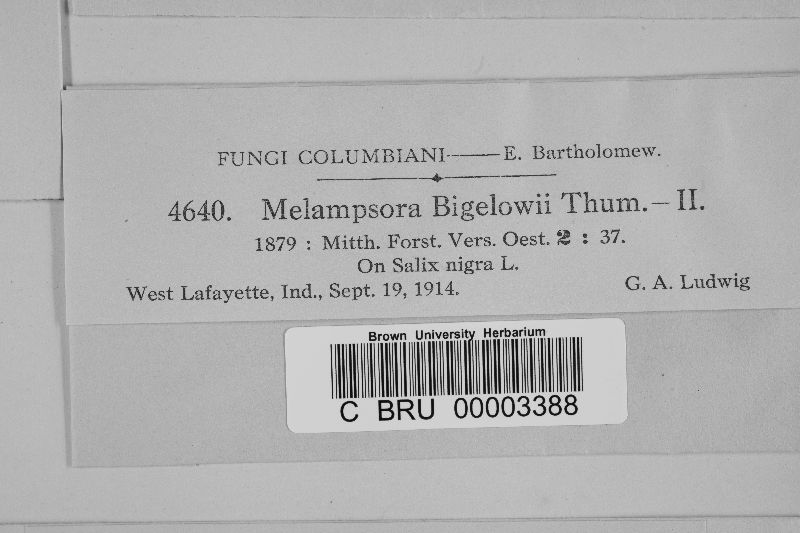 FUNGI COLUMBIANI——E. Bartholomew.
4640. Melampsora Bigelowii Thum.—II.
1879 : Mitth. Forst. Vers. Oest. 2 : 37.
On Salix nigra L.
West Lafayette, Ind., Sept. 19, 1914. G. A. Ludwig
Brown University Herbarium
C BRU 00003388